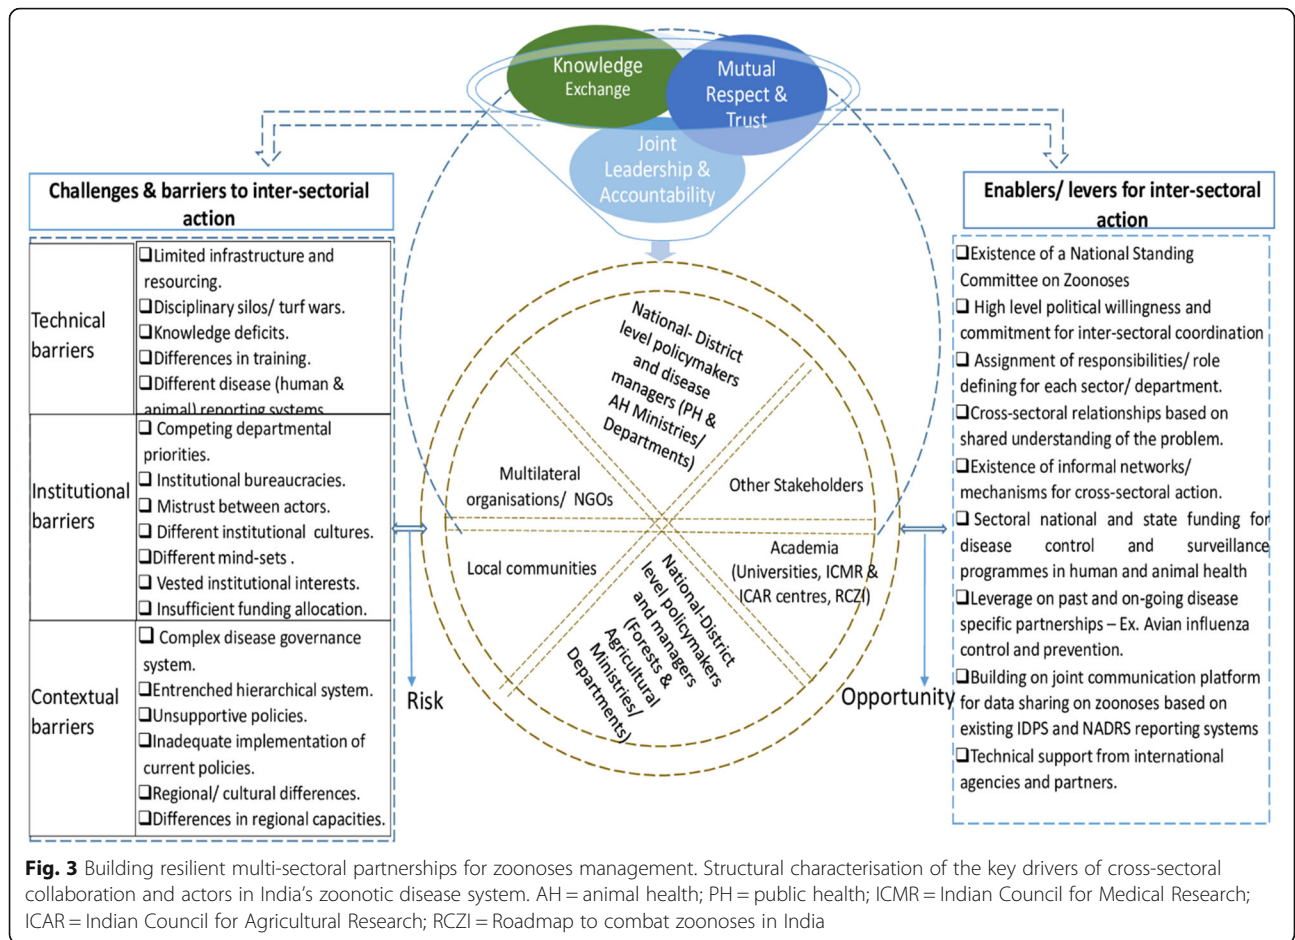 Knowledge
Exchange
Mutual
Respect &
Trust
Joint
Leadership &
Accountability
Challenges & barriers to inter-sectorial
action
Technical
barriers
❑Limited infrastructure and
resourcing.
❑Disciplinary silos/ turf wars.
❑Knowledge deficits.
❑Differences in training.
❑Different disease (human &
animal) reporting systems
Institutional
barriers
❑ Competing departmental
priorities.
❑ Institutional bureaucracies.
❑ Mistrust between actors.
❑ Different institutional cultures.
❑Different mind-sets .
❑ Vested institutional interests.
❑ Insufficient funding allocation.
Contextual
barriers
❑ Complex disease governance
system.
❑Entrenched hierarchical system.
❑Unsupportive policies.
❑Inadequate implementation of
current policies.
❑Regional/ cultural differences.
❑Differences in regional capacities.
Risk
National- District
level policymakers
and disease
managers (PH &
AH Ministries/
Departments)
Multilateral
organisations/ NGOs
Other Stakeholders
Local communities
Academia
(Universities, ICMR &
ICAR centres, RCZI)
National-District
level policymakers
and managers
(Forests &
Agricultural
Ministries/
Departments)
Opportunity
Enablers/ levers for inter-sectoral
action
❑Existence of a National Standing
Committee on Zoonoses
❑ High level political willingness and
commitment for inter-sectoral coordination
❑ Assignment of responsibilities/ role
defining for each sector/ department.
❑Cross-sectoral relationships based on
shared understanding of the problem.
❑Existence of informal networks/
mechanisms for cross-sectoral action.
❑ Sectoral national and state funding for
disease control and surveillance
programmes in human and animal health
❑Leverage on past and on-going disease
specific partnerships – Ex. Avian influenza
control and prevention.
❑Building on joint communication platform
for data sharing on zoonoses based on
existing IDPS and NADRS reporting systems
❑Technical support from international
agencies and partners.
Fig. 3 Building resilient multi-sectoral partnerships for zoonoses management. Structural characterisation of the key drivers of cross-sectoral
collaboration and actors in India's zoonotic disease system. AH = animal health; PH = public health; ICMR = Indian Council for Medical Research;
ICAR = Indian Council for Agricultural Research; RCZI = Roadmap to combat zoonoses in India